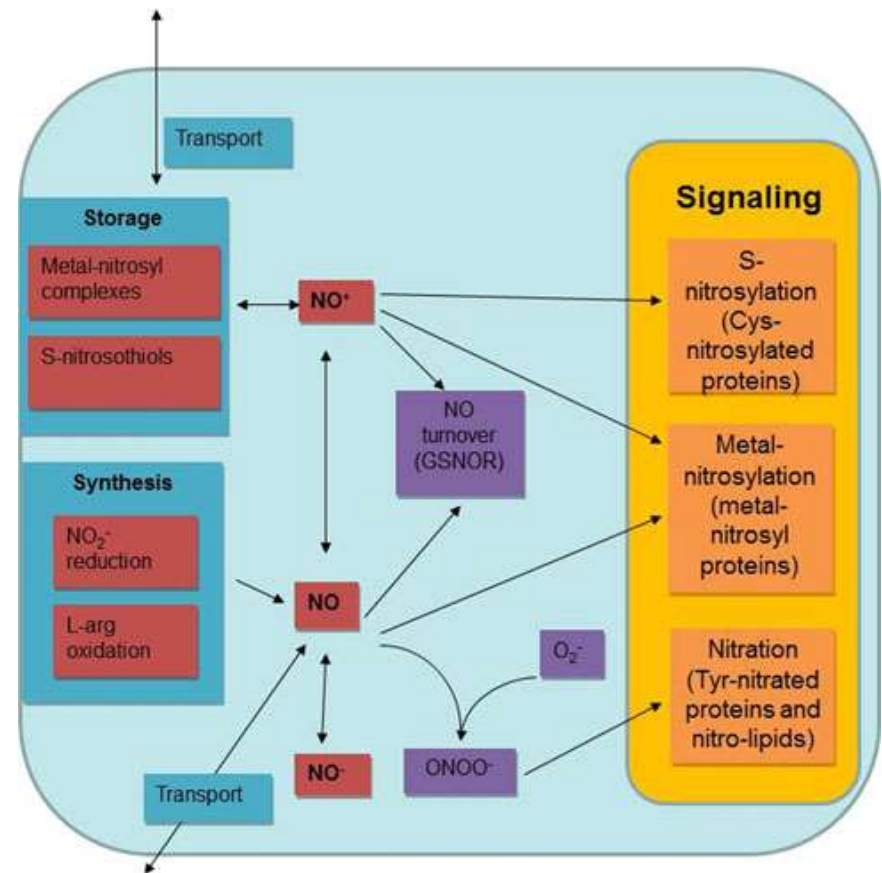 Transport
Storage
Metal-nitrosyl
complexes
S-nitrosothiols
NO⁺
Signaling
S-
nitrosylation
(Cys-
nitrosylated
proteins)
NO
turnover
(GSNOR)
Metal-
nitrosylation
(metal-
nitrosyl
proteins)
Synthesis
NO₂⁻
reduction
L-arg
oxidation
NO
O₂⁻
Nitration
(Tyr-nitrated
proteins and
nitro-lipids)
Transport
NO⁻
ONOO⁻